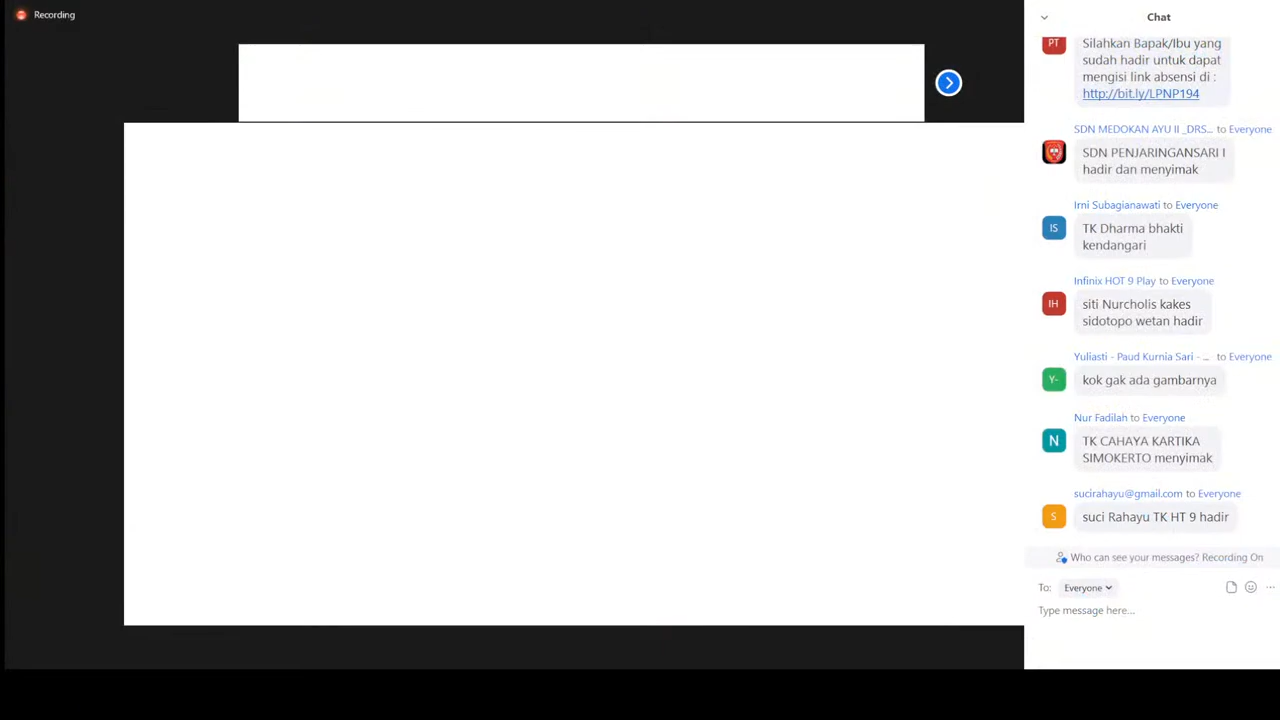 Recording
Chat
PT
Silahkan Bapak/Ibu yang
sudah hadir untuk dapat
mengisi link absensi di :
http://bit.ly/LPNP194
SDN MEDOKAN AYU II _DRS... to Everyone
SDN PENJARINGANSARI I
hadir dan menyimak
Irni Subagianawati to Everyone
IS
TK Dharma bhakti
kendangari
Infinix HOT 9 Play to Everyone
IH
siti Nurcholis kakes
sidotopo wetan hadir
Yuliasti - Paud Kurnia Sari - ... to Everyone
Y-
kok gak ada gambarnya
Nur Fadilah to Everyone
N
TK CAHAYA KARTIKA
SIMOKERTO menyimak
sucirahayu@gmail.com to Everyone
S
suci Rahayu TK HT 9 hadir
Who can see your messages? Recording On
To: Everyone
Type message here...